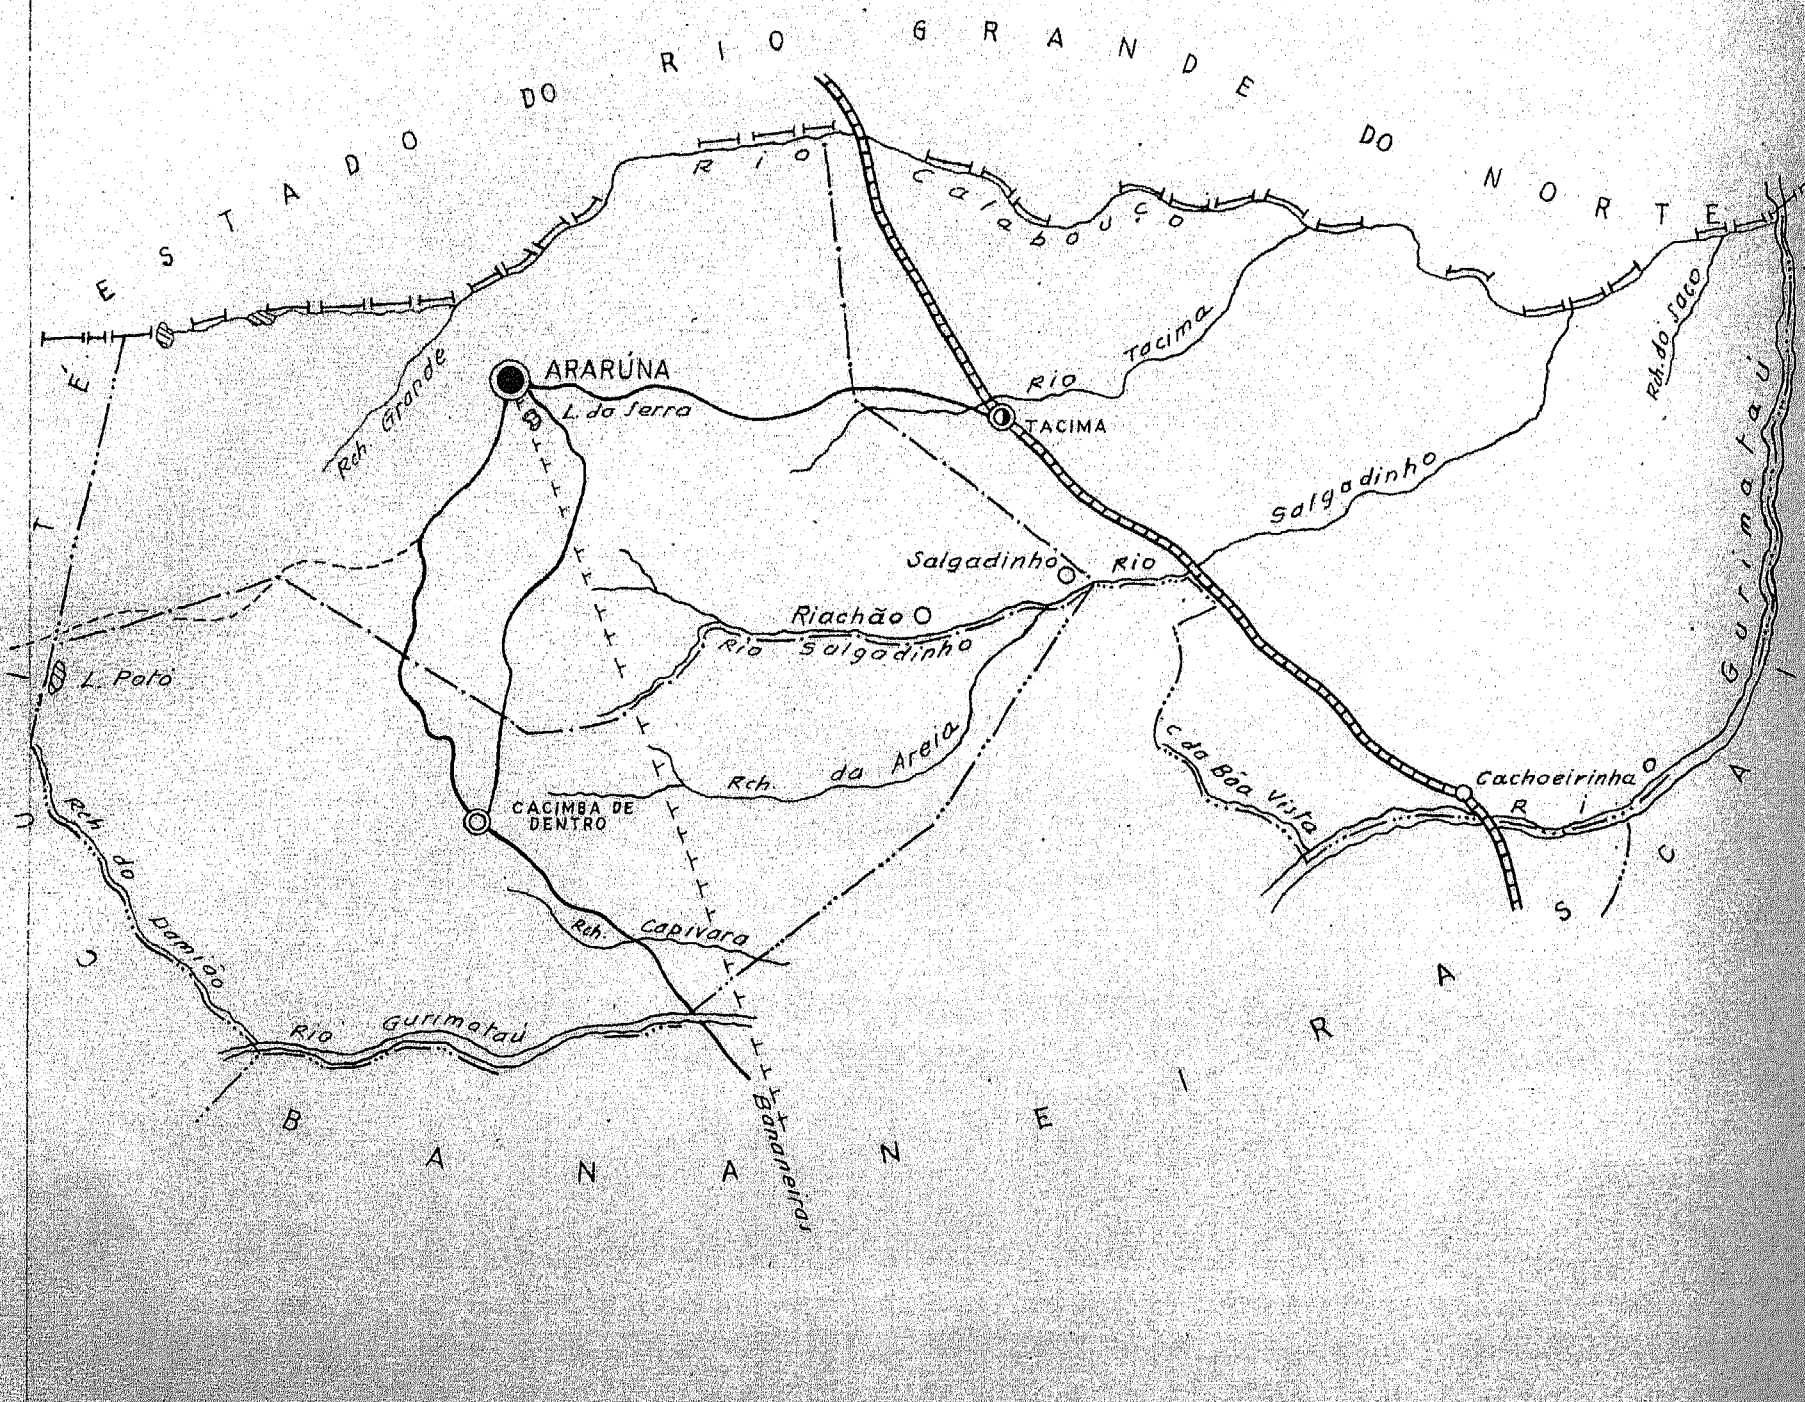 ESTADO DO RIO GRANDE DO NORTE
Rio Calabouço
Rch. do Saco
Rch Grande
ARARÚNA
L. da Serra
Rio Tacima
TACIMA
Rio Salgadinho
Salgadinho
Riachão
Rio Salgadinho
L. Potó
Rch. da Areia
C da Bôa Vista
Cachoeirinha
Rio Gurimataú
CACIMBA DE
DENTRO
Rch do Damião
Rch. Capivara
Rio Gurimataú
Bananeiras
CUITÉ
BANANEIRAS
CAI